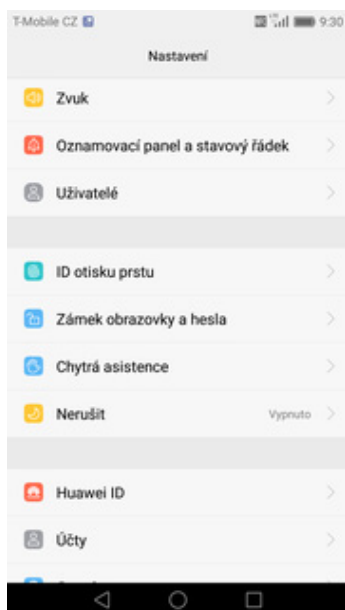 T-Mobile CZ 9:30
Nastavení
Zvuk
Oznamovací panel a stavový řádek
Uživatelé
ID otisku prstu
Zámek obrazovky a hesla
Chytrá asistence
Nerušit Vypnuto
Huawei ID
Účty